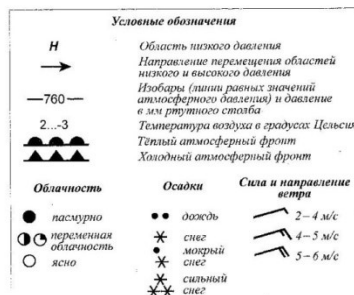 Условные обозначения
Н
Область низкого давления
Направление перемещения областей
низкого и высокого давления
—760—
Изобары (линии равных значений
атмосферного давления) и давление
в мм ртутного столба
2...-3
Температура воздуха в градусах Цельсия
Тёплый атмосферный фронт
Холодный атмосферный фронт
Облачность
Осадки
Сила и направление
ветра
пасмурно
дождь
2–4 м/с
переменная
облачность
снег
4–5 м/с
мокрый
снег
5–6 м/с
ясно
сильный
снег